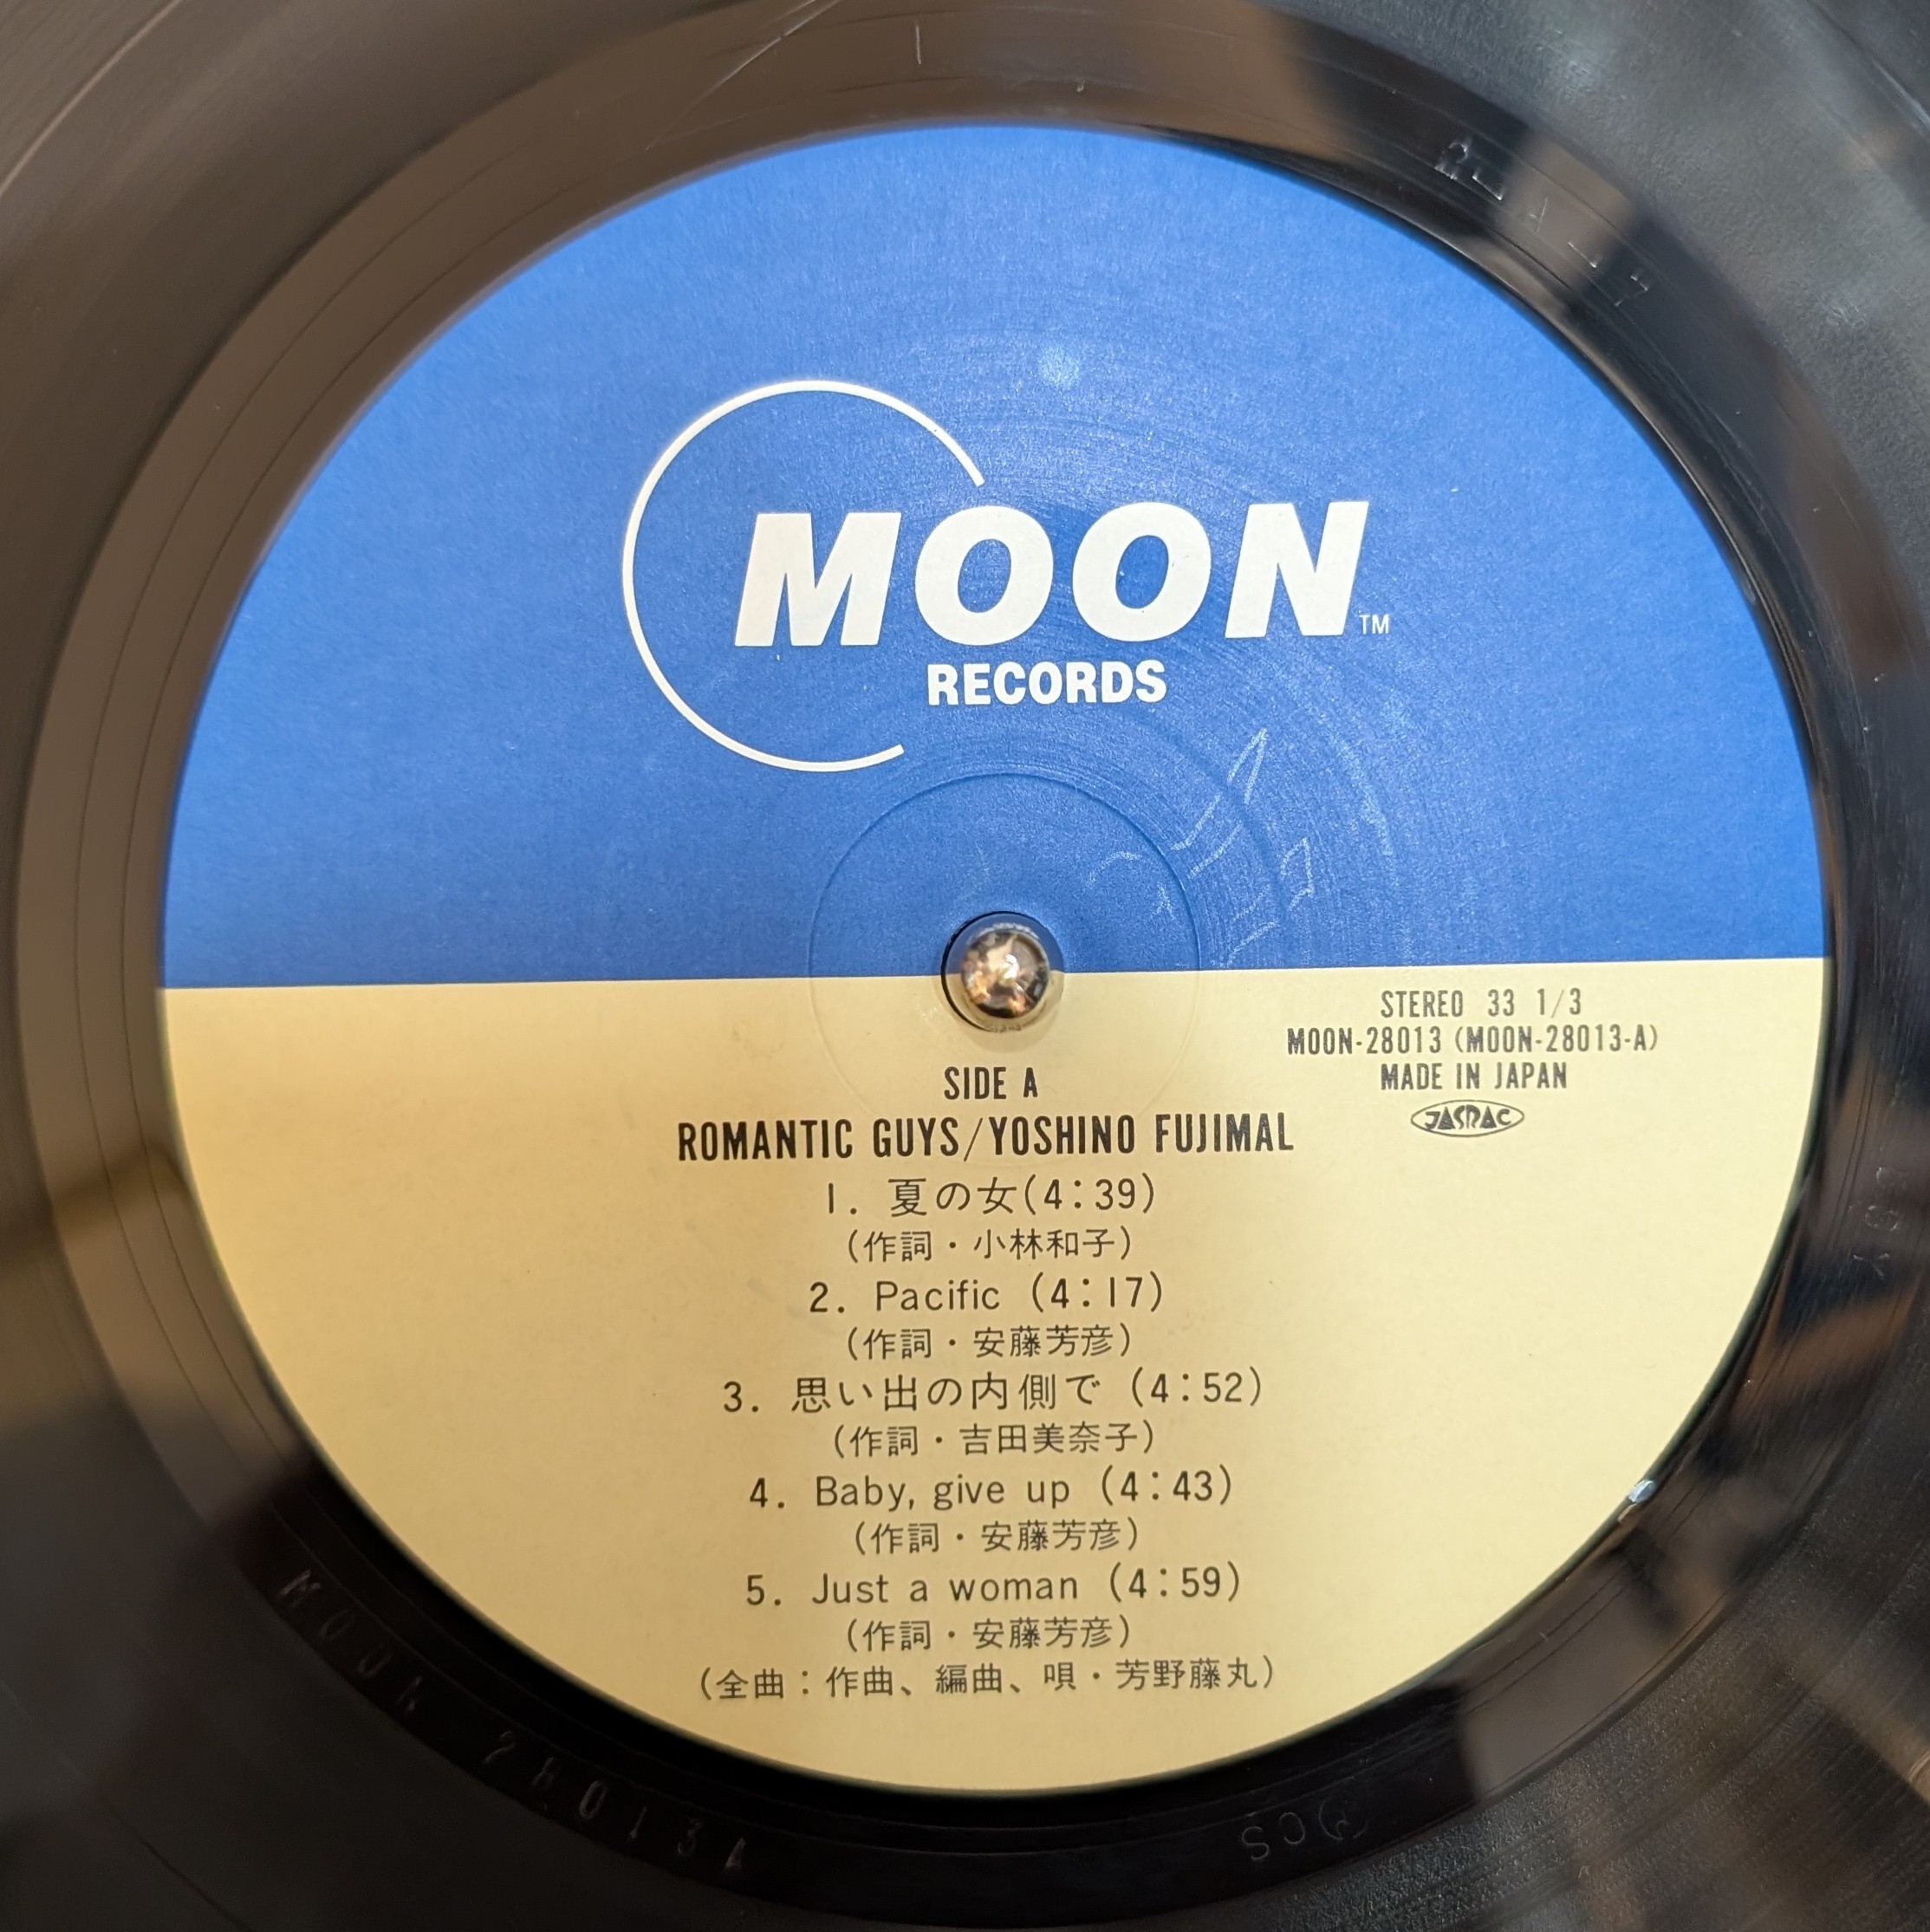 MOON TM
RECORDS
STEREO 33 1/3
MOON-28013 (MOON-28013-A)
MADE IN JAPAN
JASRAC
SIDE A
ROMANTIC GUYS/YOSHINO FUJIMAL
1. 夏の女(4:39)
(作詞・小林和子)
2. Pacific (4:17)
(作詞・安藤芳彦)
3. 思い出の内側で (4:52)
(作詞・吉田美奈子)
4. Baby, give up (4:43)
(作詞・安藤芳彦)
5. Just a woman (4:59)
(作詞・安藤芳彦)
(全曲:作曲、編曲、唄・芳野藤丸)
MOON 28013A